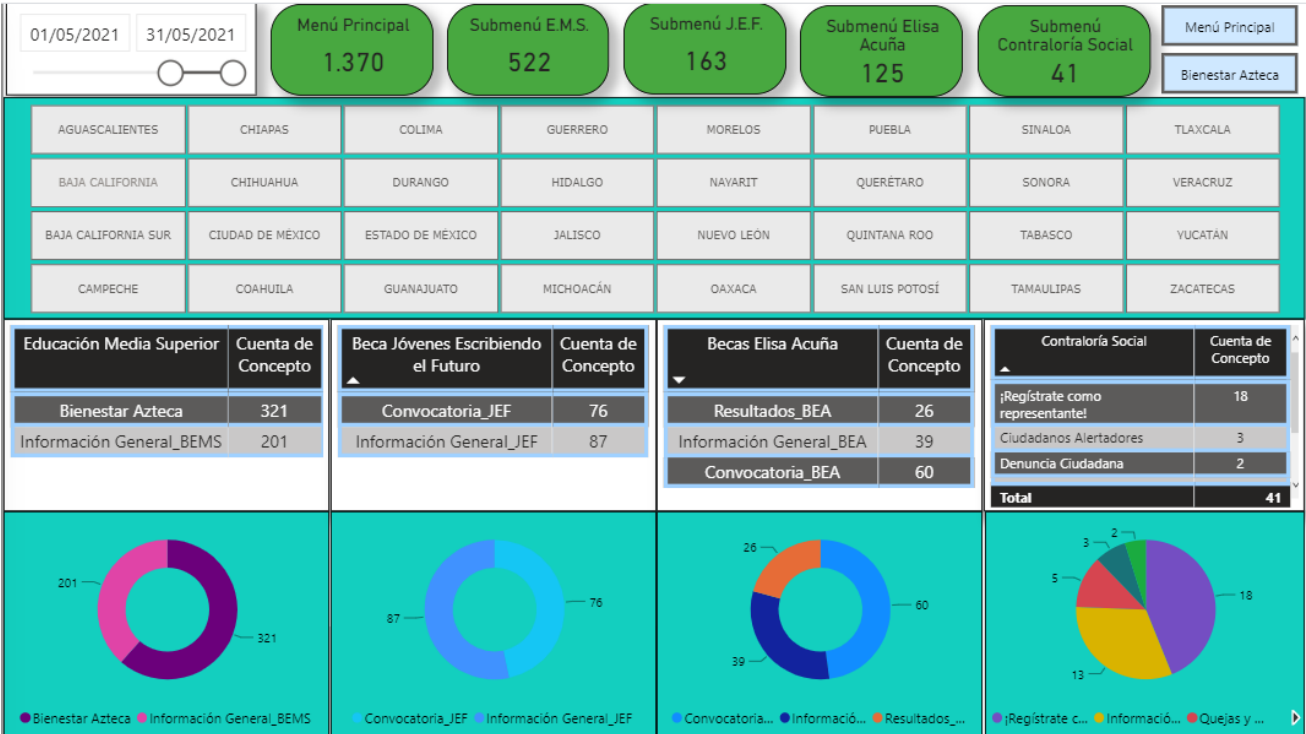 01/05/2021 31/05/2021
Menú Principal
1.370
Submenú E.M.S.
522
Submenú J.E.F.
163
Submenú Elisa
Acuña
125
Submenú
Contraloría Social
41
Menú Principal
Bienestar Azteca
AGUASCALIENTES CHIAPAS COLIMA GUERRERO MORELOS PUEBLA SINALOA TLAXCALA
BAJA CALIFORNIA CHIHUAHUA DURANGO HIDALGO NAYARIT QUERÉTARO SONORA VERACRUZ
BAJA CALIFORNIA SUR CIUDAD DE MÉXICO ESTADO DE MÉXICO JALISCO NUEVO LEÓN QUINTANA ROO TABASCO YUCATÁN
CAMPECHE COAHUILA GUANAJUATO MICHOACÁN OAXACA SAN LUIS POTOSÍ TAMAULIPAS ZACATECAS
Educación Media Superior Cuenta de
Concepto
Bienestar Azteca 321
Información General_BEMS 201
Beca Jóvenes Escribiendo Cuenta de
el Futuro Concepto
Convocatoria_JEF 76
Información General_JEF 87
Becas Elisa Acuña Cuenta de
Concepto
Resultados_BEA 26
Información General_BEA 39
Convocatoria_BEA 60
Contraloría Social Cuenta de
Concepto
¡Regístrate como 18
representante!
Ciudadanos Alertadores 3
Denuncia Ciudadana 2
Total 41
201
321
Bienestar Azteca Información General_BEMS
87
76
Convocatoria_JEF Información General_JEF
26
60
39
Convocatoria... Informació... Resultados_...
2
3
5
18
13
¡Regístrate c... Informació... Quejas y ...